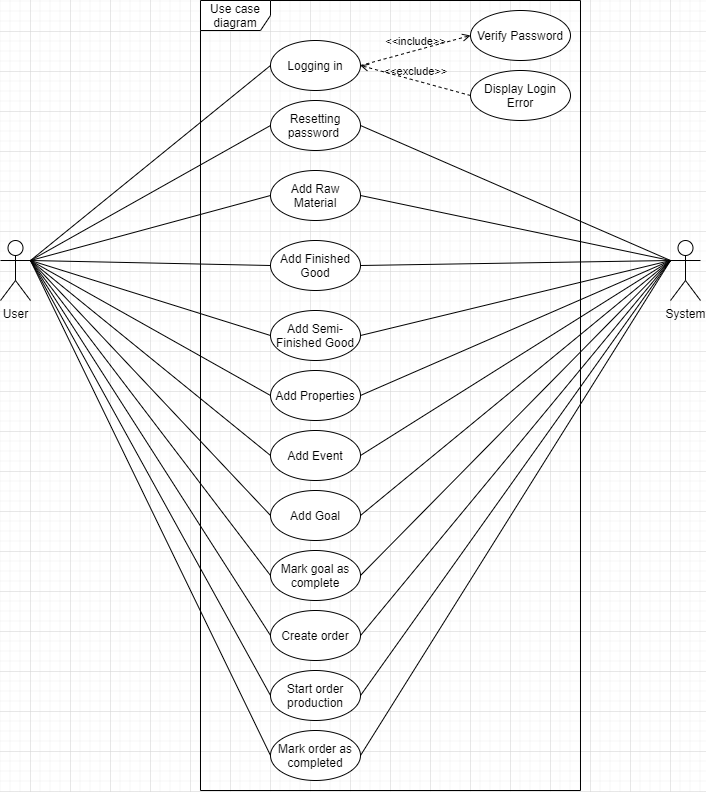 Use case
diagram
Verify Password
<<include>>
Logging in
<<exclude>>
Display Login
Error
Resetting
password
Add Raw
Material
Add Finished
Good
User
System
Add Semi-
Finished Good
Add Properties
Add Event
Add Goal
Mark goal as
complete
Create order
Start order
production
Mark order as
completed